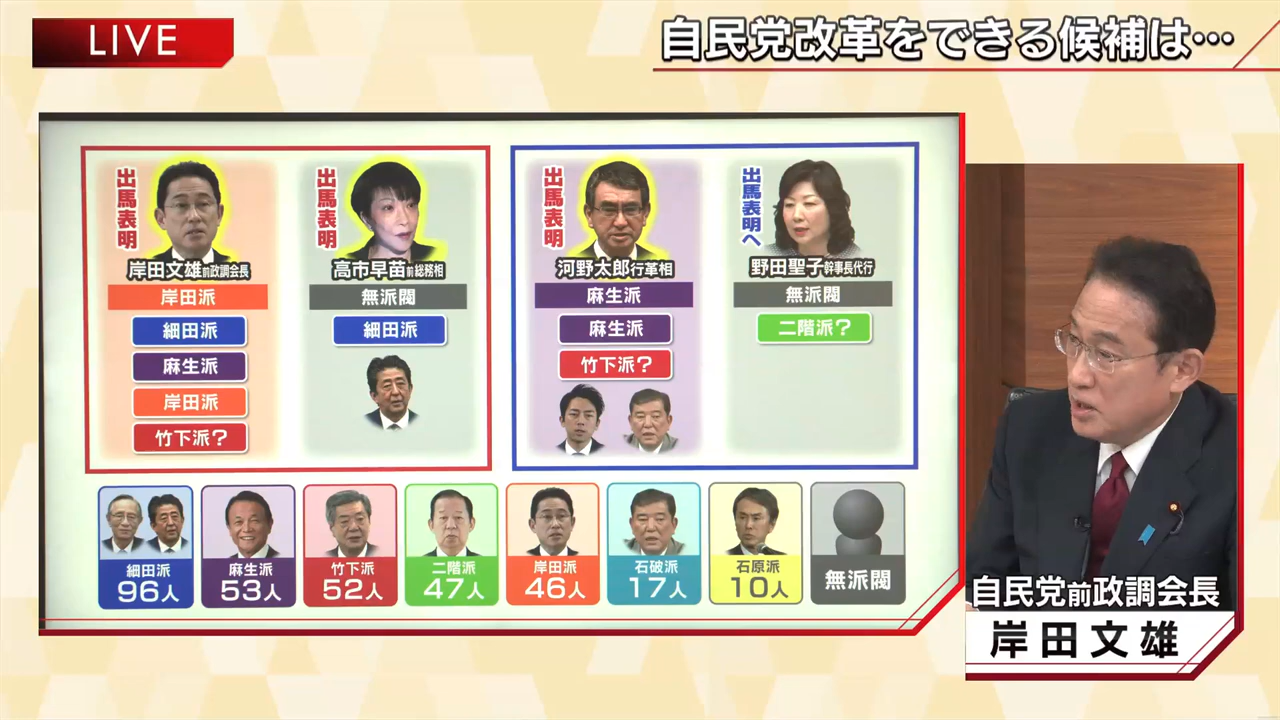 LIVE
自民党改革をできる候補は…
出馬表明
岸田文雄前政調会長
岸田派
細田派
麻生派
岸田派
竹下派?
出馬表明
高市早苗前総務相
無派閥
細田派
出馬表明
河野太郎行革相
麻生派
麻生派
竹下派?
出馬表明へ
野田聖子幹事長代行
無派閥
二階派?
細田派
96人
麻生派
53人
竹下派
52人
二階派
47人
岸田派
46人
石破派
17人
石原派
10人
無派閥
自民党前政調会長
岸田文雄